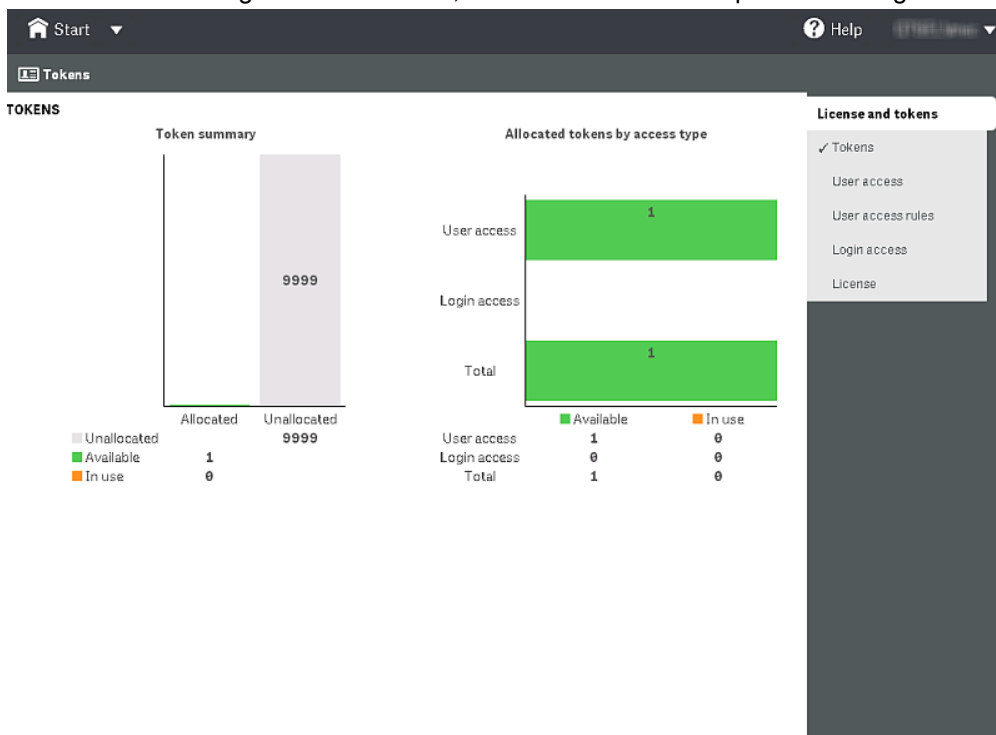 Start
Help
Tokens
TOKENS
Token summary
9999
Allocated Unallocated
Unallocated 9999
Available 1
In use 0
Allocated tokens by access type
User access 1
Login access
Total 1
Available In use
User access 1 0
Login access 0 0
Total 1 0
License and tokens
✓ Tokens
User access
User access rules
Login access
License